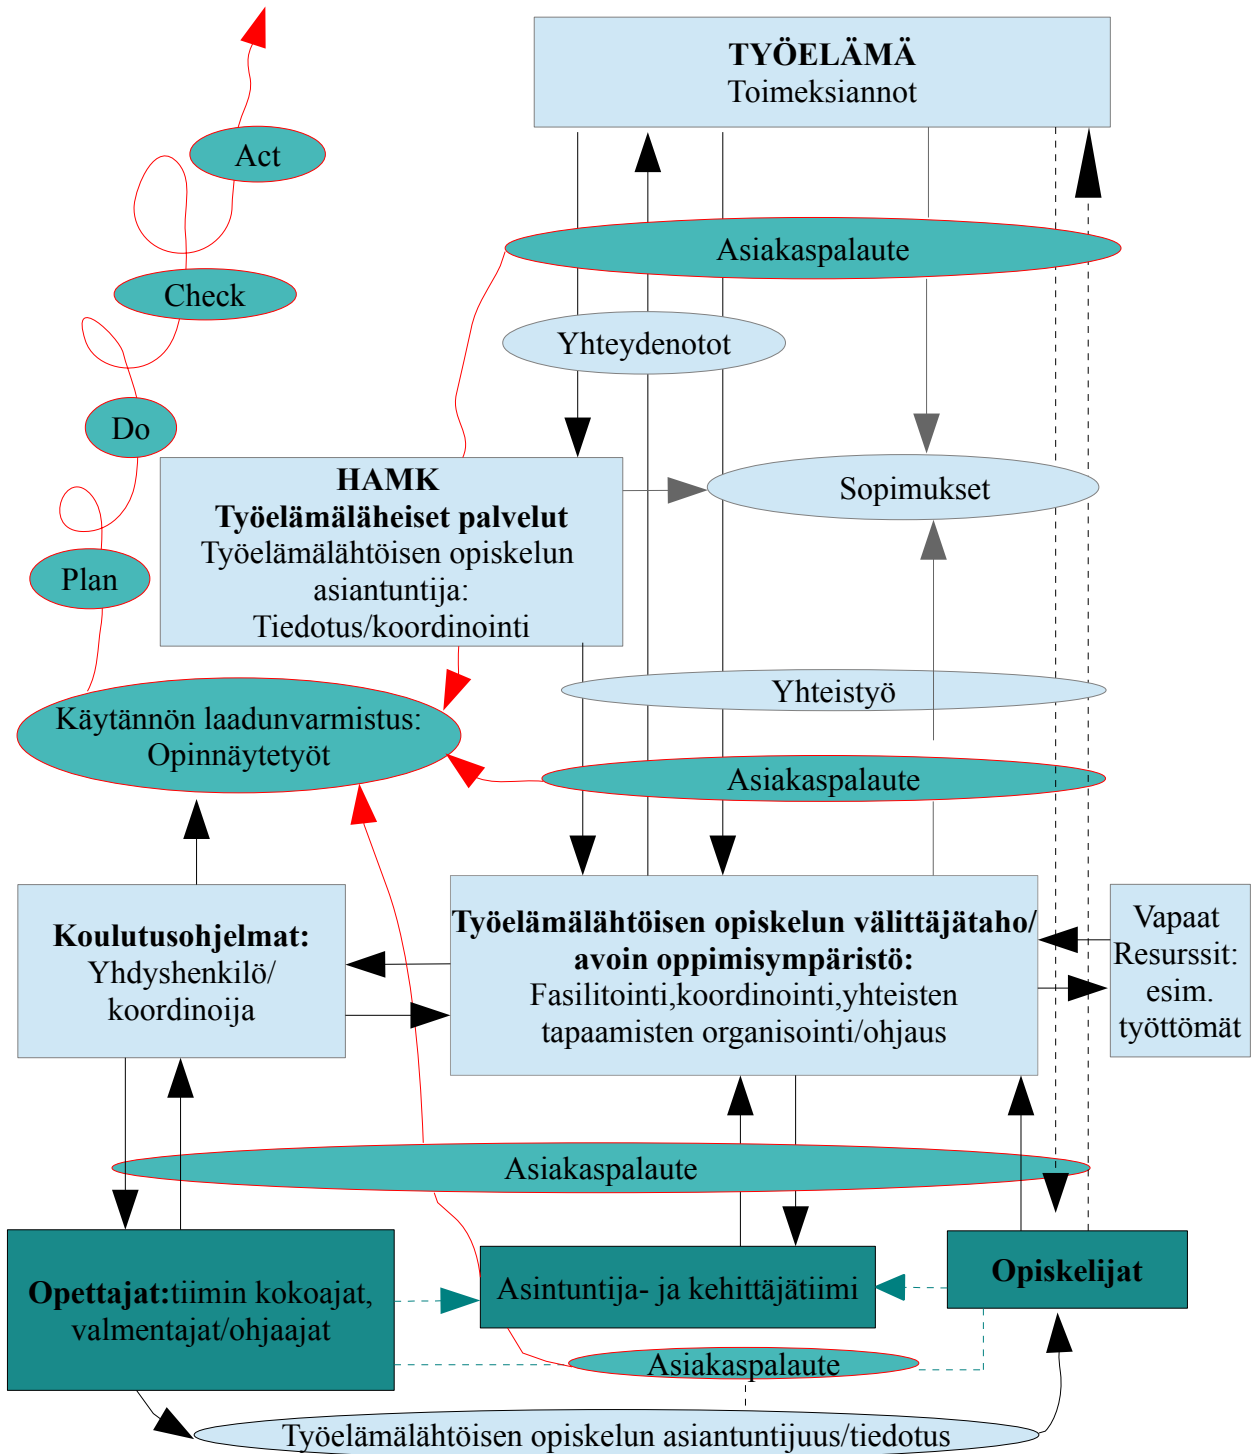 TYÖELÄMÄ
Toimeksiannot
Act
Asiakaspalaute
Check
Yhteydenotot
Do
HAMK
Työelämäläheiset palvelut
Työelämälähtöisen opiskelun
asiantuntija:
Tiedotus/koordinointi
Sopimukset
Plan
Yhteistyö
Käytännön laadunvarmistus:
Opinnäytetyöt
Asiakaspalaute
Koulutusohjelmat:
Yhdyshenkilö/
koordinoija
Työelämälähtöisen opiskelun välittäjätaho/
avoin oppimisympäristö:
Fasilitointi,koordinointi,yhteisten
tapaamisten organisointi/ohjaus
Vapaat
Resurssit:
esim.
työttömät
Asiakaspalaute
Opettajat:tiimin kokoajat,
valmentajat/ohjaajat
Asintuntija- ja kehittäjätiimi
Opiskelijat
Asiakaspalaute
Työelämälähtöisen opiskelun asiantuntijuus/tiedotus